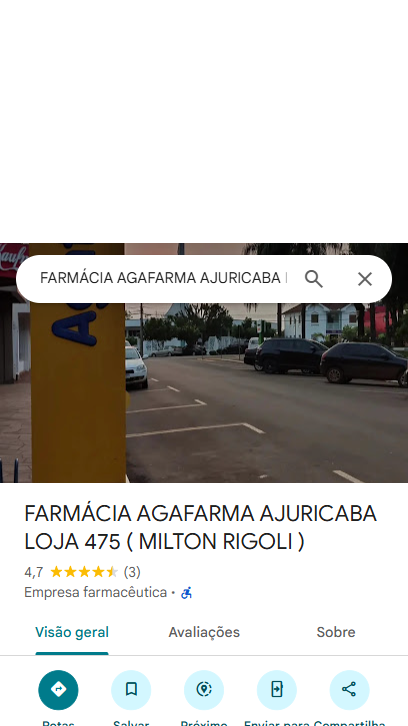 FARMÁCIA AGAFARMA AJURICABA
FARMÁCIA AGAFARMA AJURICABA
LOJA 475 ( MILTON RIGOLI )
4,7 (3)
Empresa farmacêutica •
Visão geral Avaliações Sobre
Rotas Salvar Próximo Enviar para Compartilha